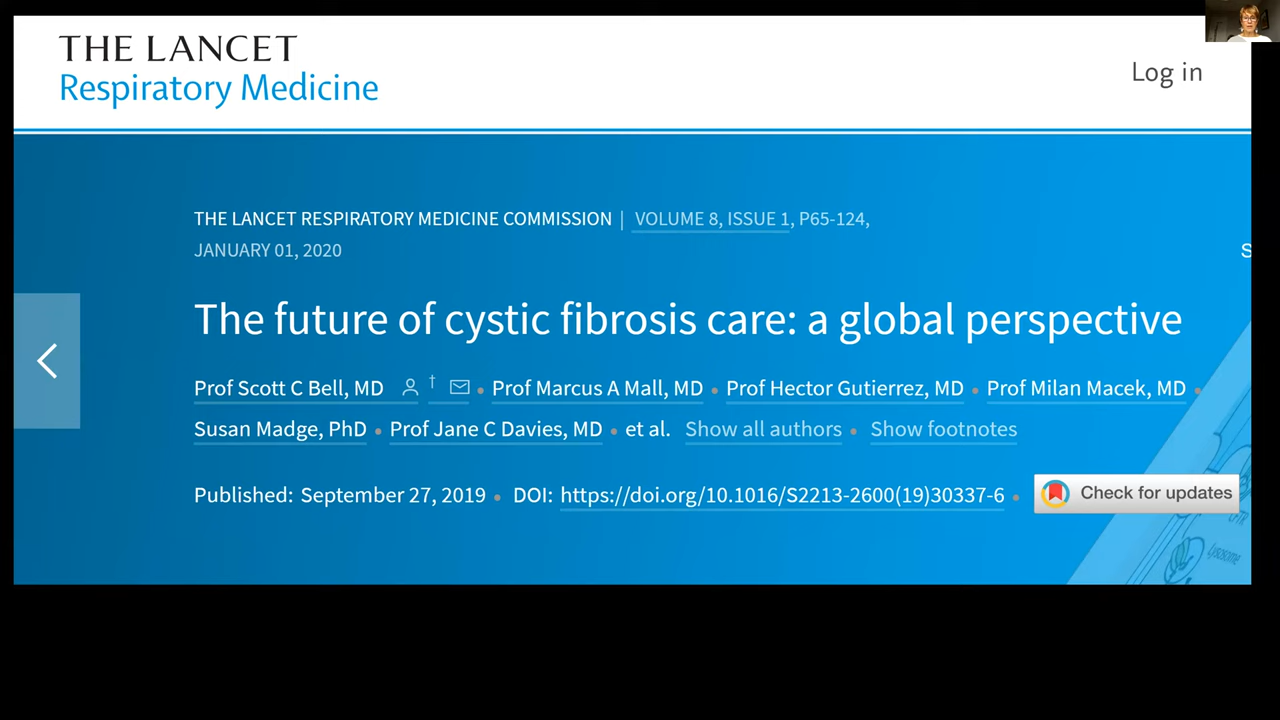 THE LANCET
Respiratory Medicine
Log in
THE LANCET RESPIRATORY MEDICINE COMMISSION | VOLUME 8, ISSUE 1, P65-124,
JANUARY 01, 2020
S
The future of cystic fibrosis care: a global perspective
Prof Scott C Bell, MD † • Prof Marcus A Mall, MD • Prof Hector Gutierrez, MD • Prof Milan Macek, MD •
Susan Madge, PhD • Prof Jane C Davies, MD • et al. Show all authors • Show footnotes
Published: September 27, 2019 • DOI: https://doi.org/10.1016/S2213-2600(19)30337-6 •
Check for updates
Lysosome